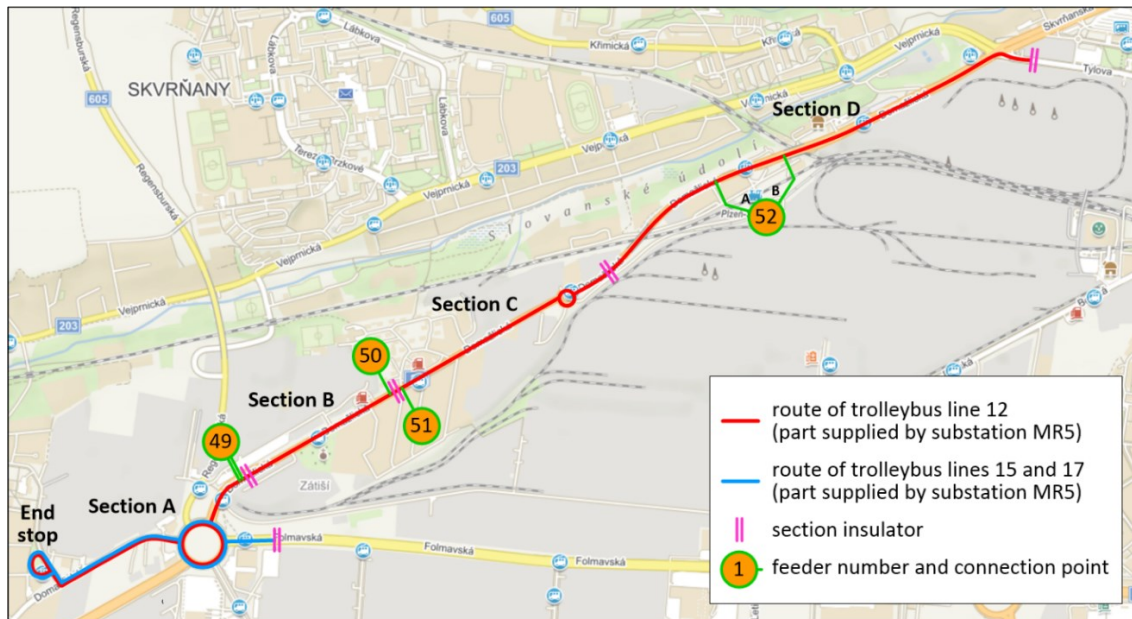 605
Křimická
Křimická
Skvrňanská
605
Regensburská
Lábkova
Lábkova
Vejprnická
Tylova
SKVRŇANY
Section D
Lábkova
Vejprnická
Regensburská
Terezie Brzkové
Vejprnická
203
Slovanské údolí
A
B
Plzeň
52
Vejprnická
Section C
203
50
Section B
51
49
Zátiší
Section A
End
stop
Folmavská
Folmavská
route of trolleybus line 12
(part supplied by substation MR5)
route of trolleybus lines 15 and 17
(part supplied by substation MR5)
section insulator
1
feeder number and connection point